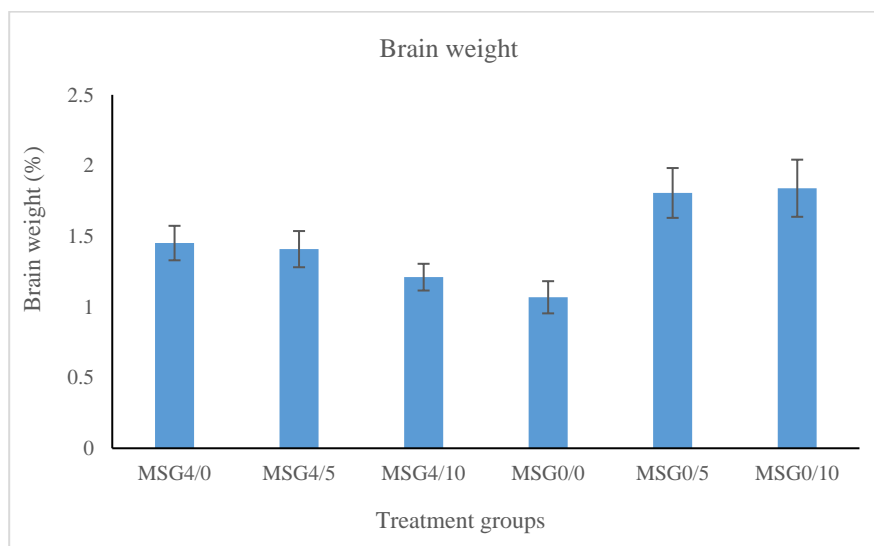 Brain weight
Brain weight (%)
2.5
2
1.5
1
0.5
0
MSG4/0 MSG4/5 MSG4/10 MSG0/0 MSG0/5 MSG0/10
Treatment groups